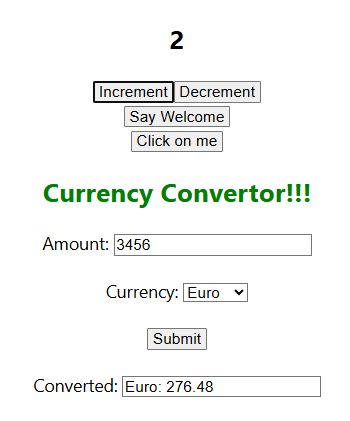 2
Increment Decrement
Say Welcome
Click on me
Currency Convertor!!!
Amount: 3456
Currency: Euro
Submit
Converted: Euro: 276.48